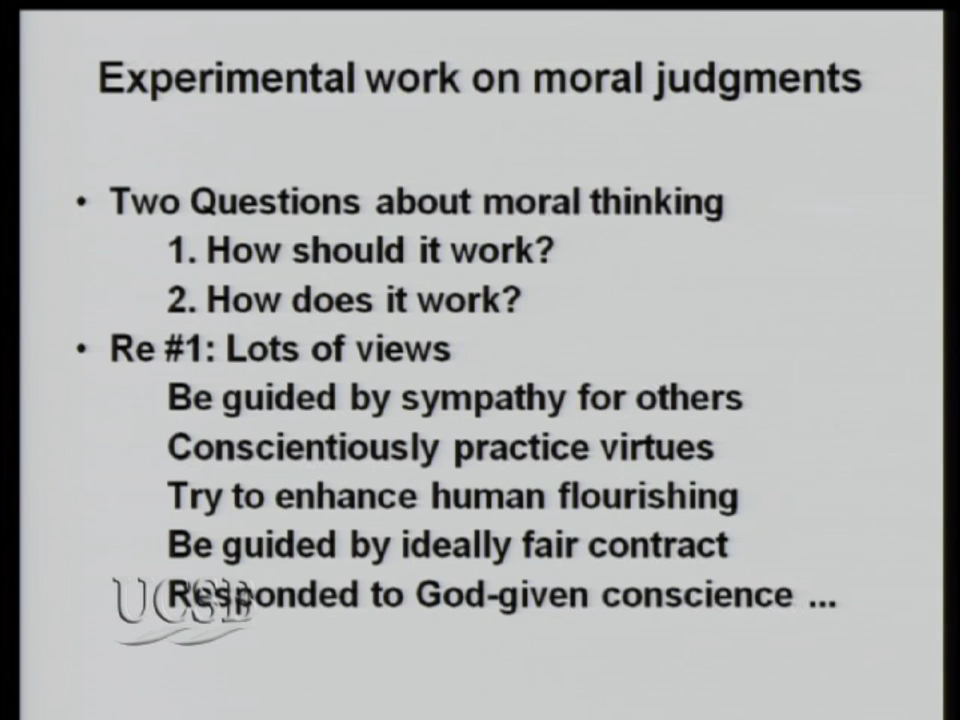 Experimental work on moral judgments
• Two Questions about moral thinking
1. How should it work?
2. How does it work?
• Re #1: Lots of views
Be guided by sympathy for others
Conscientiously practice virtues
Try to enhance human flourishing
Be guided by ideally fair contract
Responded to God-given conscience ...
UCSB